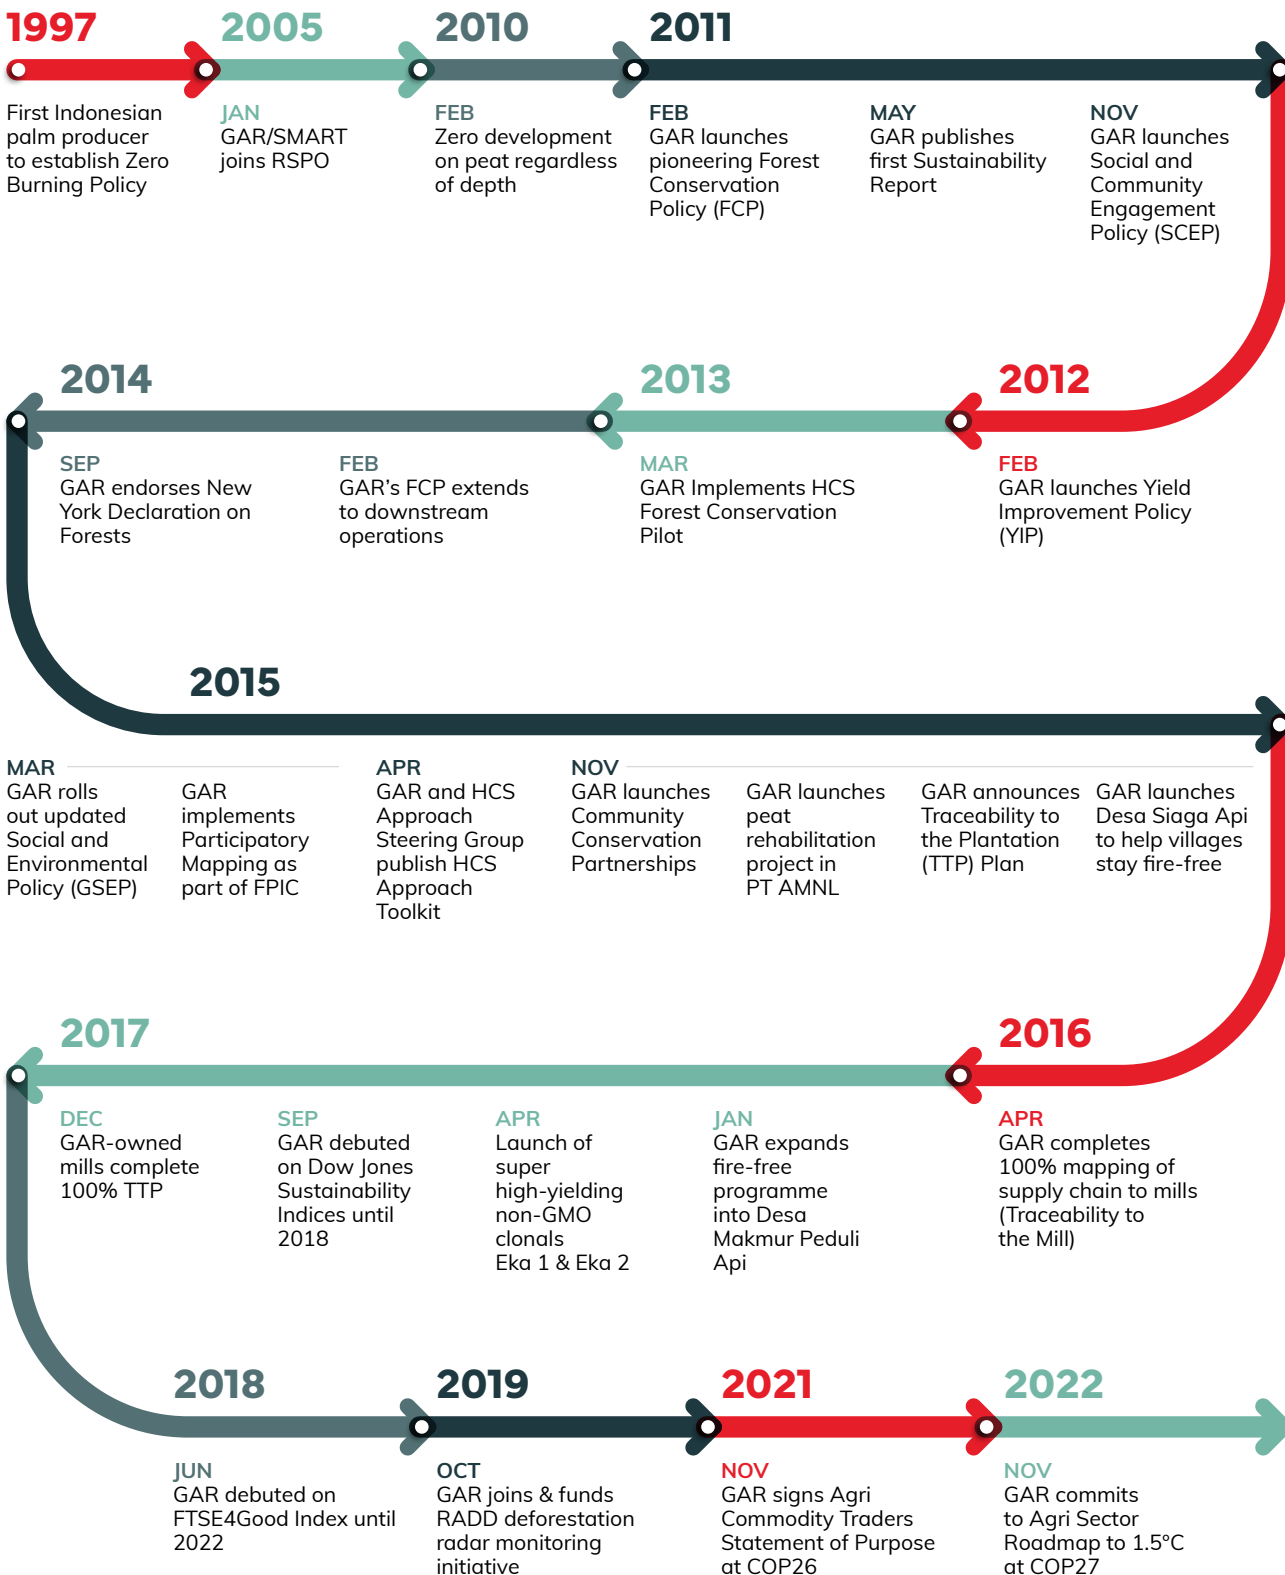 1997
First Indonesian
palm producer
to establish Zero
Burning Policy
2005
JAN
GAR/SMART
joins RSPO
2010
FEB
Zero development
on peat regardless
of depth
2011
FEB
GAR launches
pioneering Forest
Conservation
Policy (FCP)
MAY
GAR publishes
first Sustainability
Report
NOV
GAR launches
Social and
Community
Engagement
Policy (SCEP)
2012
FEB
GAR launches Yield
Improvement Policy
(YIP)
2013
MAR
GAR Implements HCS
Forest Conservation
Pilot
2014
FEB
GAR's FCP extends
to downstream
operations
SEP
GAR endorses New
York Declaration on
Forests
2015
MAR
GAR rolls
out updated
Social and
Environmental
Policy (GSEP)
GAR
implements
Participatory
Mapping as
part of FPIC
APR
GAR and HCS
Approach
Steering Group
publish HCS
Approach
Toolkit
NOV
GAR launches
Community
Conservation
Partnerships
GAR launches
peat
rehabilitation
project in
PT AMNL
GAR announces
Traceability to
the Plantation
(TTP) Plan
GAR launches
Desa Siaga Api
to help villages
stay fire-free
2016
APR
GAR completes
100% mapping of
supply chain to mills
(Traceability to
the Mill)
2017
JAN
GAR expands
fire-free
programme
into Desa
Makmur Peduli
Api
APR
Launch of
super
high-yielding
non-GMO
clonals
Eka 1 & Eka 2
SEP
GAR debuted
on Dow Jones
Sustainability
Indices until
2018
DEC
GAR-owned
mills complete
100% TTP
2018
JUN
GAR debuted on
FTSE4Good Index until
2022
2019
OCT
GAR joins & funds
RADD deforestation
radar monitoring
initiative
2021
NOV
GAR signs Agri
Commodity Traders
Statement of Purpose
at COP26
2022
NOV
GAR commits
to Agri Sector
Roadmap to 1.5°C
at COP27